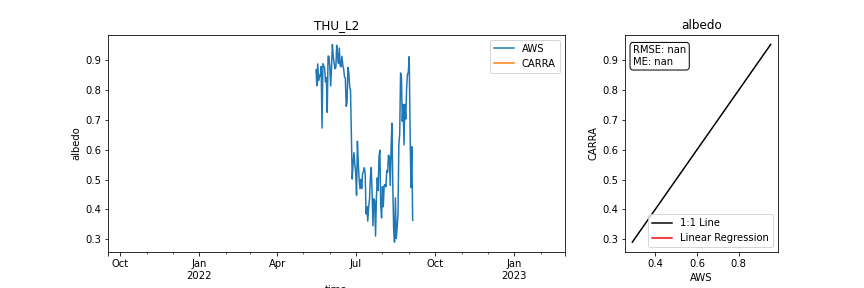 THU_L2
albedo
0.9
0.8
0.7
0.6
0.5
0.4
0.3
AWS
CARRA
Oct
Jan
2022
Apr
Jul
Oct
Jan
2023
time
albedo
CARRA
0.9
0.8
0.7
0.6
0.5
0.4
0.3
RMSE: nan
ME: nan
1:1 Line
Linear Regression
0.4
0.6
0.8
AWS